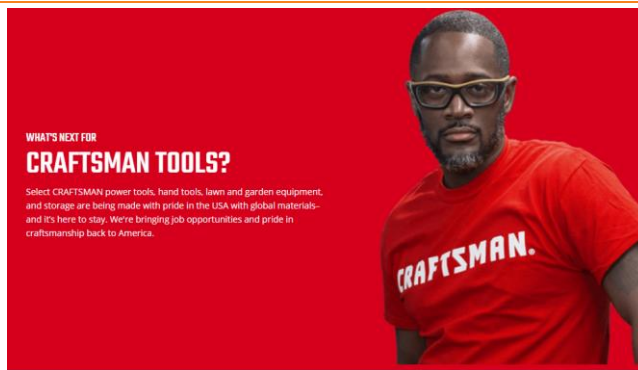 WHAT'S NEXT FOR
CRAFTSMAN TOOLS?
Select CRAFTSMAN power tools, hand tools, lawn and garden equipment,
and storage are being made with pride in the USA with global materials–
and it's here to stay. We're bringing job opportunities and pride in
craftsmanship back to America.
CRAFTSMAN.